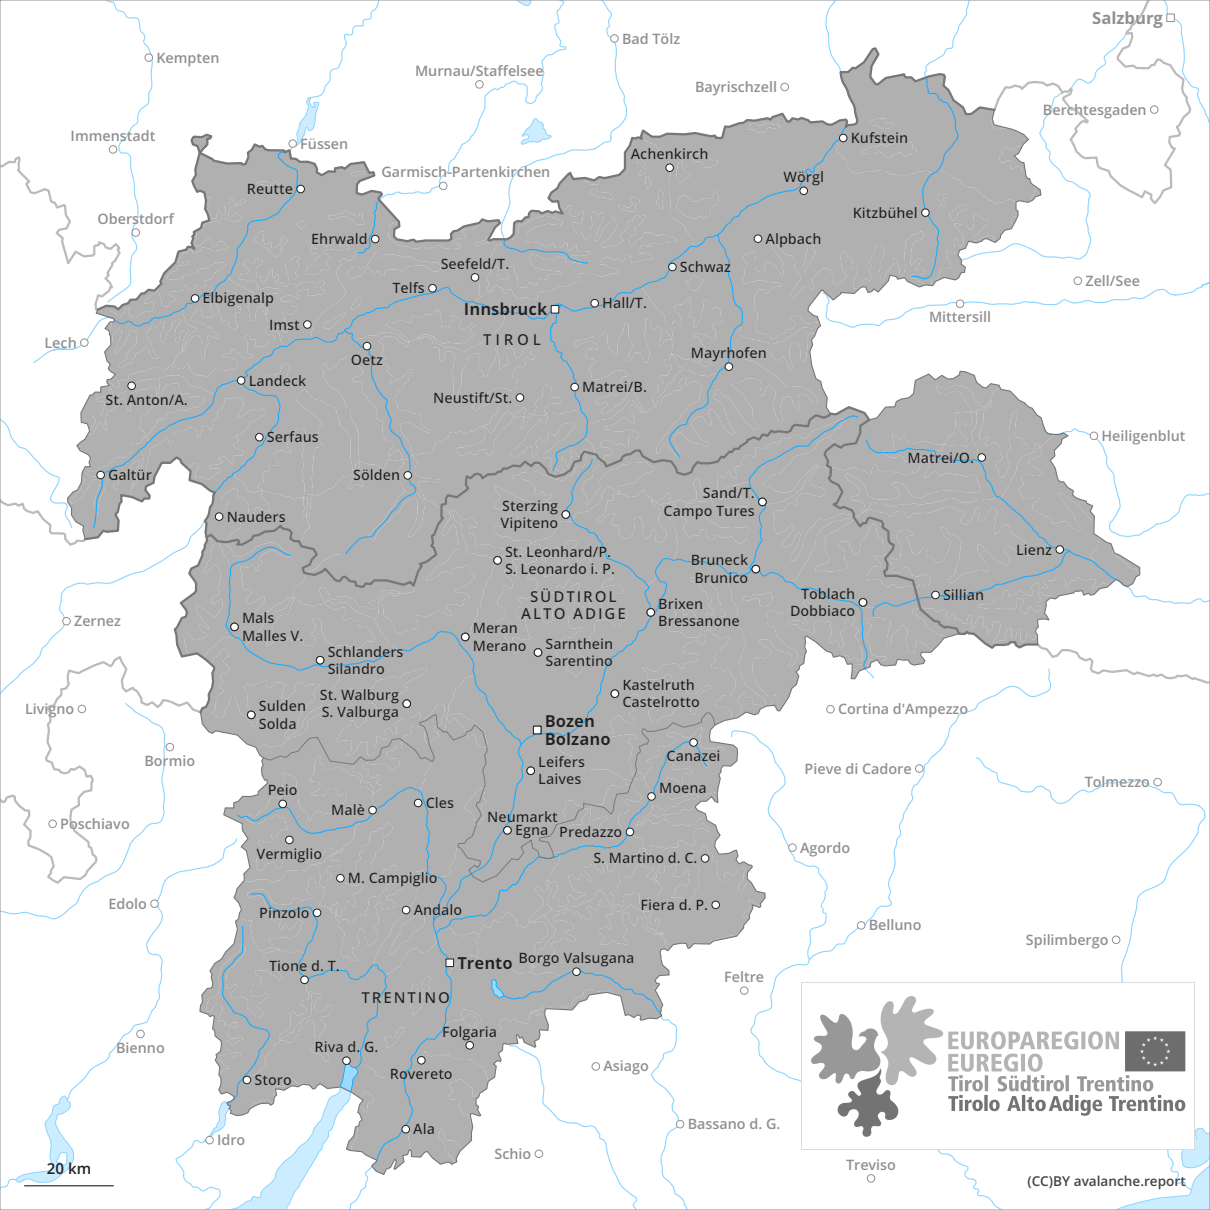 Salzburg
Bad Tölz
Kempten
Murnau/Staffelsee
Bayrischzell
Berchtesgaden
Immenstadt
Füssen
Kufstein
Achenkirch
Garmisch-Partenkirchen
Wörgl
Reutte
Oberstdorf
Kitzbühel
Ehrwald
Alpbach
Seefeld/T.
Schwaz
Zell/See
Telfs
Elbigenalp
Hall/T.
Innsbruck
Mittersill
Imst
TIROL
Lech
Oetz
Mayrhofen
Landeck
Matrei/B.
St. Anton/A.
Neustift/St.
Serfaus
Heiligenblut
Matrei/O.
Galtür
Sölden
Sand/T.
Campo Tures
Sterzing
Vipiteno
Nauders
St. Leonhard/P.
S. Leonardo i. P.
Lienz
Bruneck
Brunico
SÜDTIROL
ALTO ADIGE
Toblach
Dobbiaco
Sillian
Brixen
Bressanone
Zernez
Mals
Malles V.
Meran
Merano
Sarnthein
Sarentino
Schlanders
Silandro
Kastelruth
Castelrotto
St. Walburg
S. Valburga
Sulden
Solda
Livigno
Cortina d'Ampezzo
Bozen
Bolzano
Bormio
Canazei
Leifers
Laives
Pieve di Cadore
Tolmezzo
Peio
Moena
Malè
Cles
Neumarkt
Egna
Predazzo
Poschiavo
Agordo
Vermiglio
S. Martino d. C.
M. Campiglio
Edolo
Pinzolo
Andalo
Fiera d. P.
Belluno
Spilimbergo
Trento
Borgo Valsugana
Tione d. T.
Feltre
TRENTINO
Folgaria
Bienno
Riva d. G.
Rovereto
Asiago
Storo
EUROPAREGION
EUREGIO
Tirol Südtirol Trentino
Tirolo Alto Adige Trentino
Ala
Bassano d. G.
Idro
Schio
Treviso
20 km
(CC)BY avalanche.report